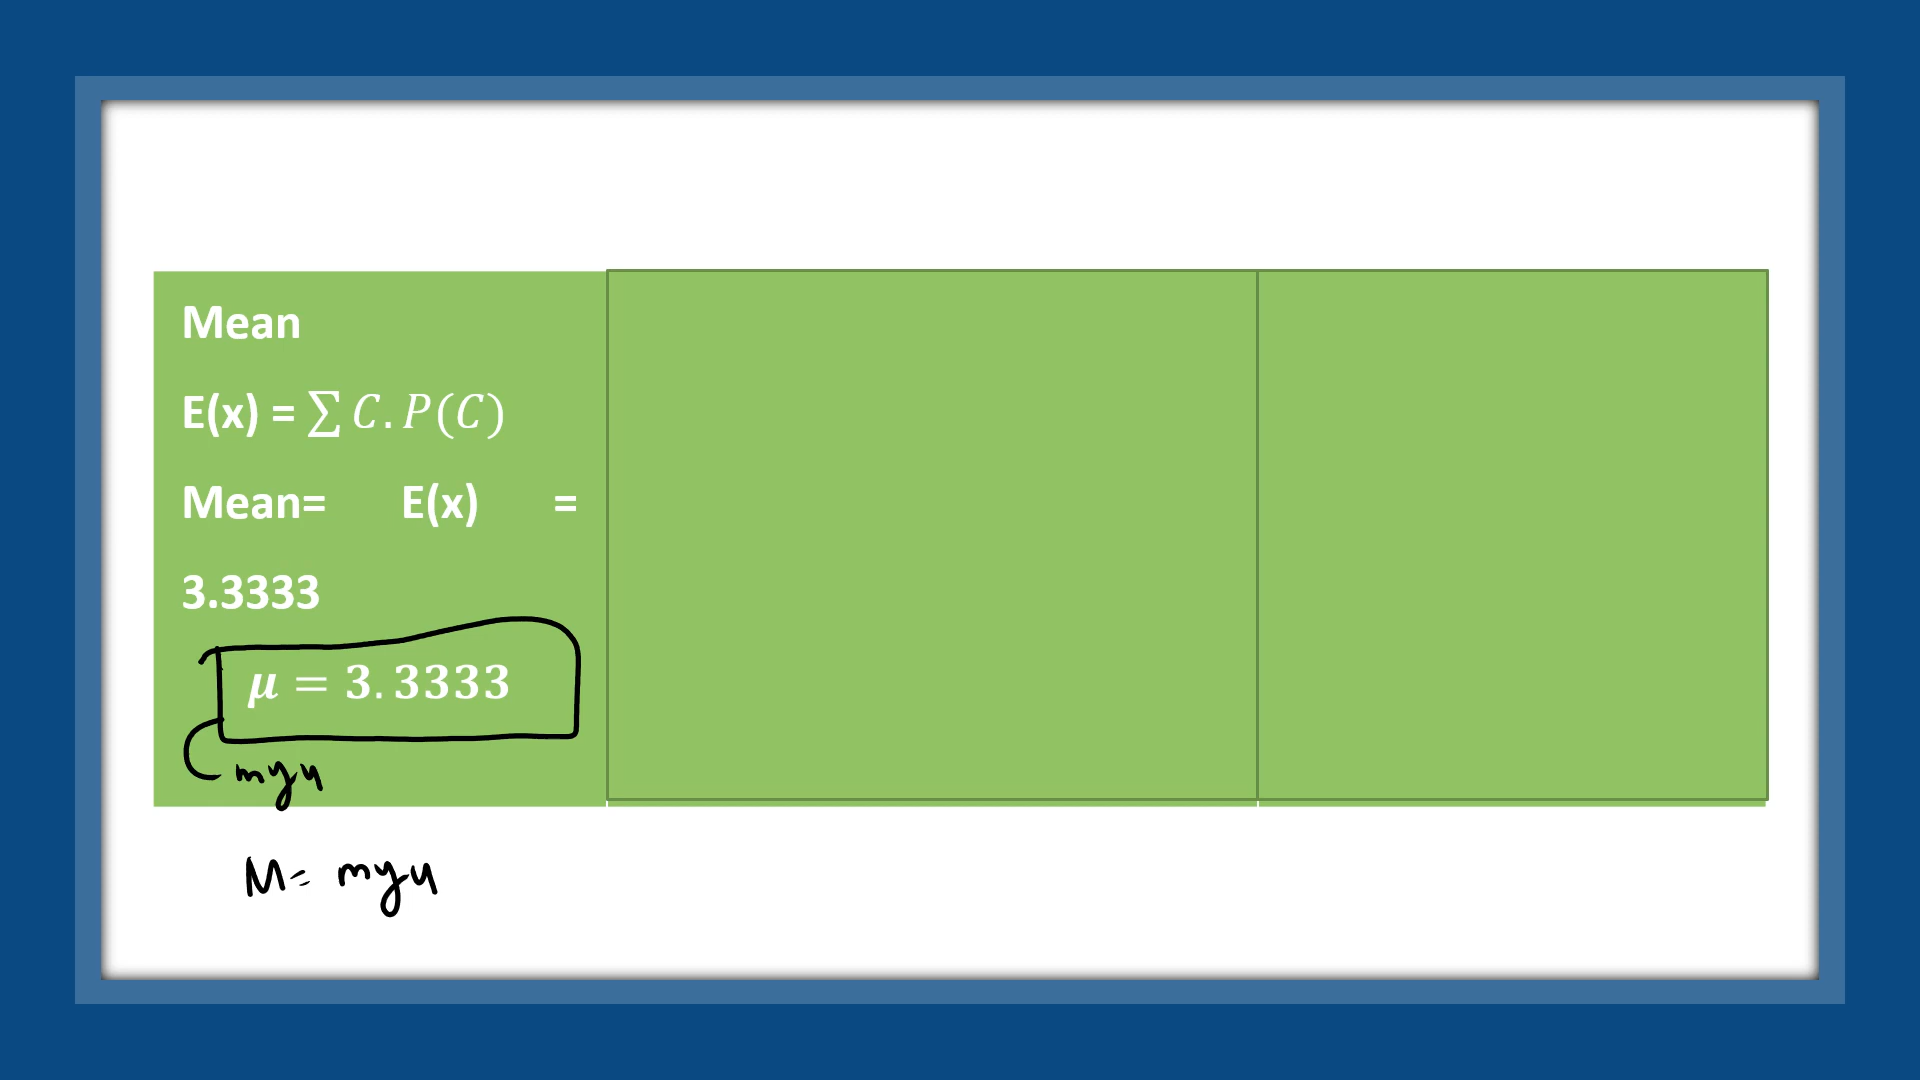 Mean
E(x) = ∑ C.P(C)
Mean= E(x) =
3.3333
μ = 3.3333
myu
M= myu